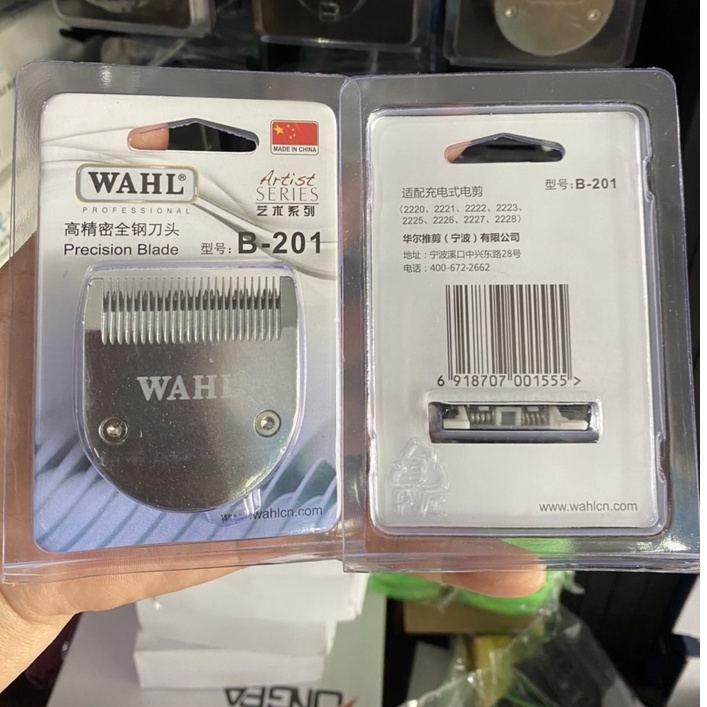 WAHL®
PROFESSIONAL
MADE IN CHINA
Artist
SERIES
艺术系列
高精密全钢刀头
Precision Blade 型号: B-201
WAHL
wahlcn.com
适配充电式电剪 型号: B-201
(2220、2221、2222、2223、
2225、2226、2227、2228)
华尔推剪(宁波)有限公司
地址: 宁波溪口中兴东路28号
电话: 400-672-2662
6 918707 001555 >
www.wahlcn.com